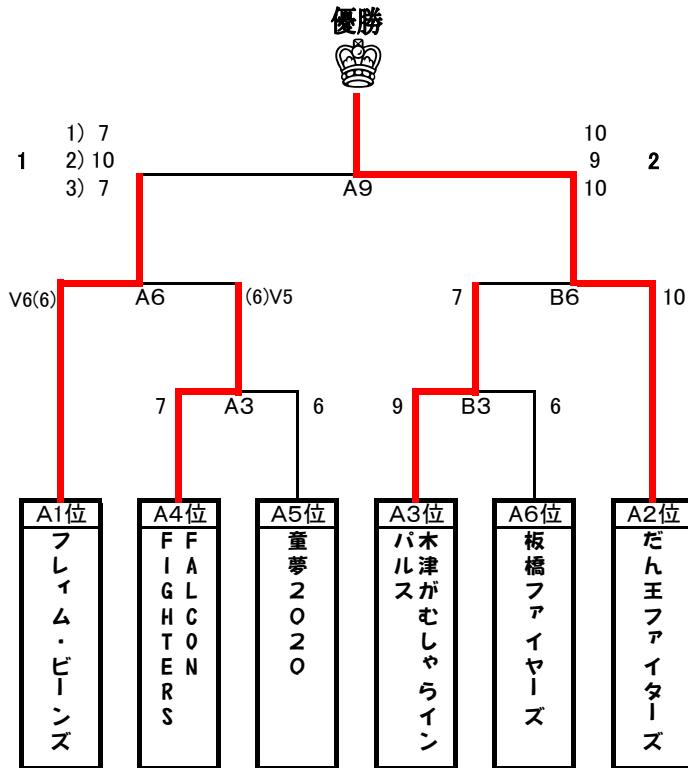 優勝
1) 7
10
1
2) 10
9
2
3) 7
10
A9
V6(6)
A6
(6)V5
7
B6
10
7
A3
6
9
B3
6
A1位
A4位
A5位
A3位
A6位
A2位
フレィム・ビーンズ
FALCON
FIGHTERS
童夢2020
木津がむしゃらイン
パルス
板橋ファイヤーズ
だん王ファイターズ